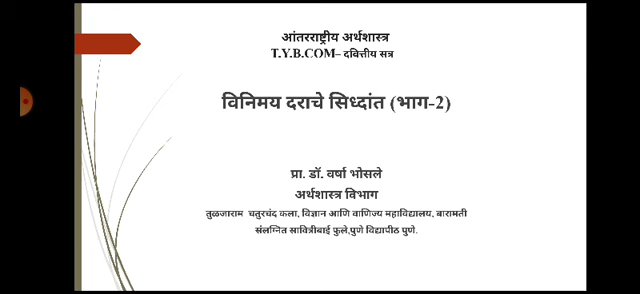 आंतरराष्ट्रीय अर्थशास्त्र
T.Y.B.COM– दवित्तीय सत्र
विनिमय दराचे सिध्दांत (भाग-2)
प्रा. डॉ. वर्षा भोसले
अर्थशास्त्र विभाग
तुळजाराम चतुरचंद कला, विज्ञान आणि वाणिज्य महाविद्यालय, बारामती
संलग्नित सावित्रीबाई फुले,पुणे विद्यापीठ पुणे.